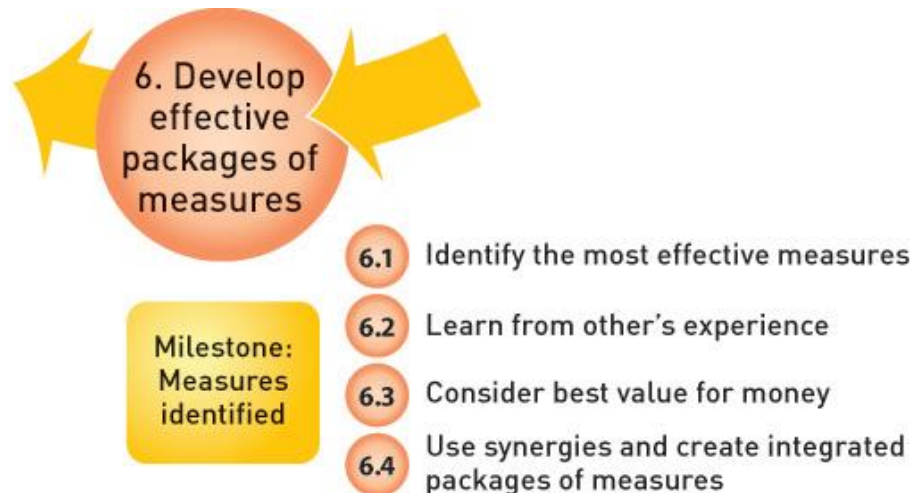 6. Develop
effective
packages of
measures
6.1 Identify the most effective measures
6.2 Learn from other's experience
Milestone:
Measures
identified
6.3 Consider best value for money
6.4 Use synergies and create integrated
packages of measures